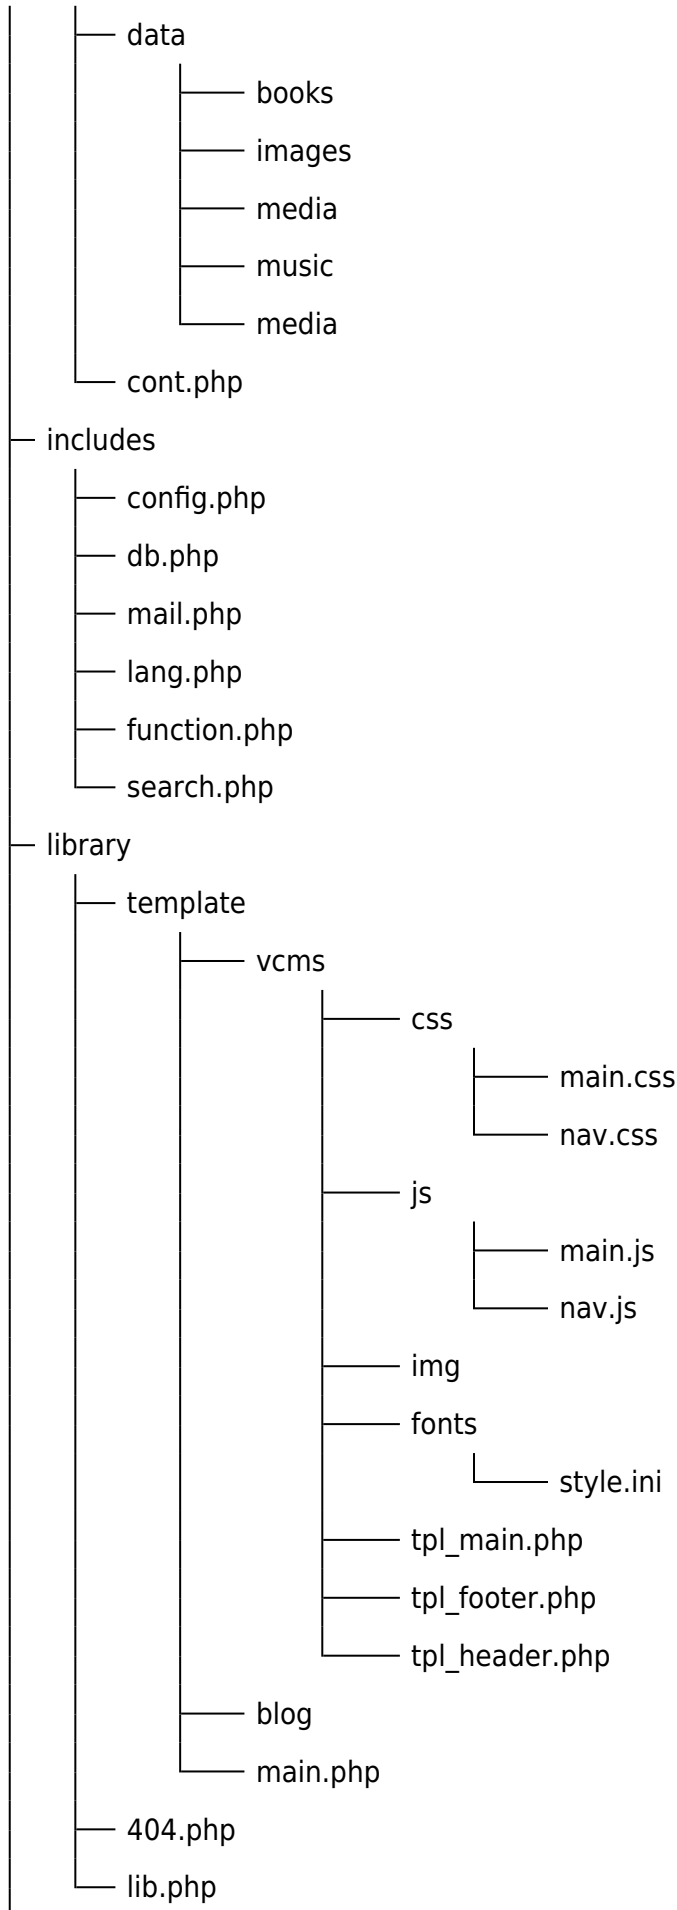 data
books
images
media
music
media
cont.php
includes
config.php
db.php
mail.php
lang.php
function.php
search.php
library
template
vcms
css
main.css
nav.css
js
main.js
nav.js
img
fonts
style.ini
tpl_main.php
tpl_footer.php
tpl_header.php
blog
main.php
404.php
lib.php